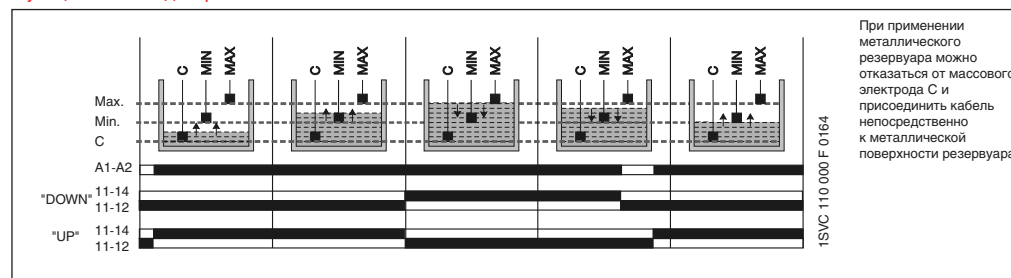 C MIN MAX C MIN MAX C MIN MAX C MIN MAX C MIN MAX
Max.
Min.
C
A1-A2
"DOWN" 11-14
11-12
"UP" 11-14
11-12
1SVC 110 000 F 0164
При применении
металлического
резервуара можно
отказаться от массового
электрода C и
присоединить кабель
непосредственно
к металлической
поверхности резервуара